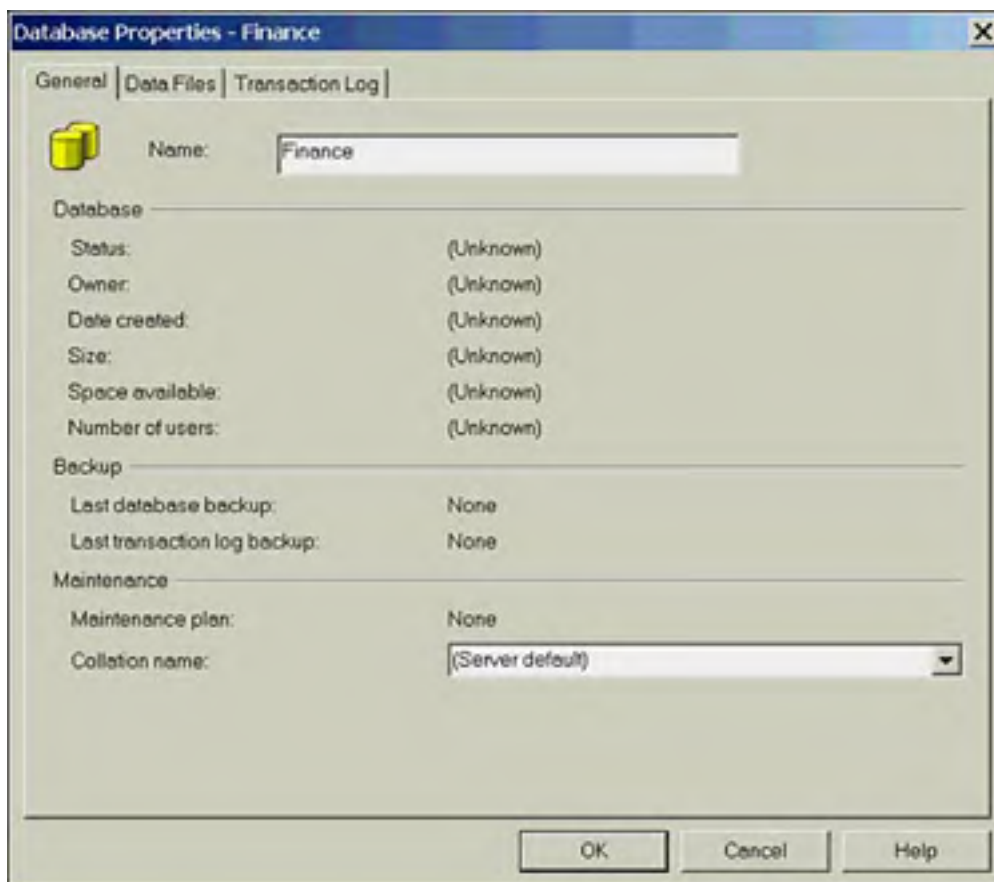 Database Properties - Finance
General Data Files Transaction Log
Name: Finance
Database
Status: (Unknown)
Owner: (Unknown)
Date created: (Unknown)
Size: (Unknown)
Space available: (Unknown)
Number of users: (Unknown)
Backup
Last database backup: None
Last transaction log backup: None
Maintenance
Maintenance plan: None
Collation name: (Server default)
OK Cancel Help